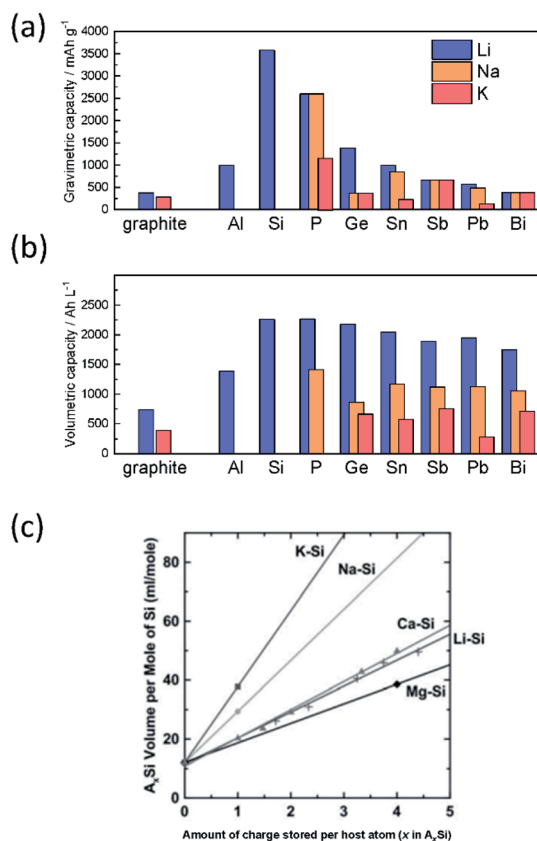 (a)
Gravimetric capacity / mAh g⁻¹
4000
3500
3000
2500
2000
1500
1000
500
0
Li
Na
K
graphite Al Si P Ge Sn Sb Pb Bi
(b)
Volumetric capacity / Ah L⁻¹
2500
2000
1500
1000
500
0
graphite Al Si P Ge Sn Sb Pb Bi
(c)
AₓSi Volume per Mole of Si (ml/mole)
80
60
40
20
0
K-Si
Na-Si
Ca-Si
Li-Si
Mg-Si
0 1 2 3 4 5
Amount of charge stored per host atom (x in AₓSi)